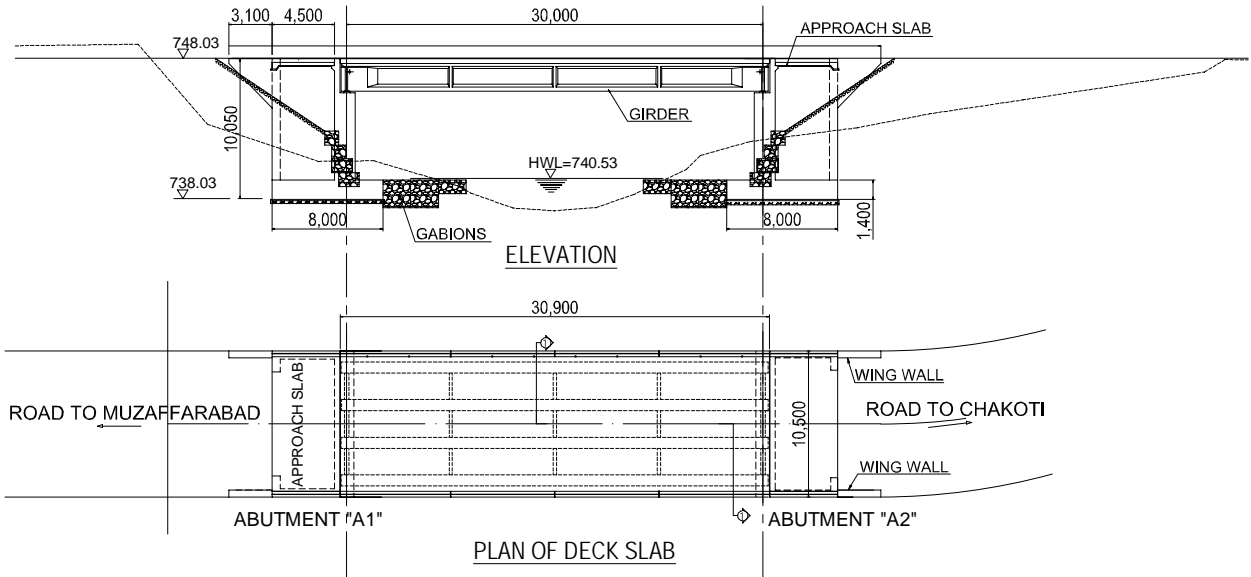 3,100
4,500
30,000
748.03
APPROACH SLAB
GIRDER
10,050
HWL=740.53
738.03
8,000
GABIONS
8,000
1,400
ELEVATION
30,900
1
WING WALL
ROAD TO MUZAFFARABAD
APPROACH SLAB
10,500
ROAD TO CHAKOTI
WING WALL
1
ABUTMENT "A1"
ABUTMENT "A2"
PLAN OF DECK SLAB